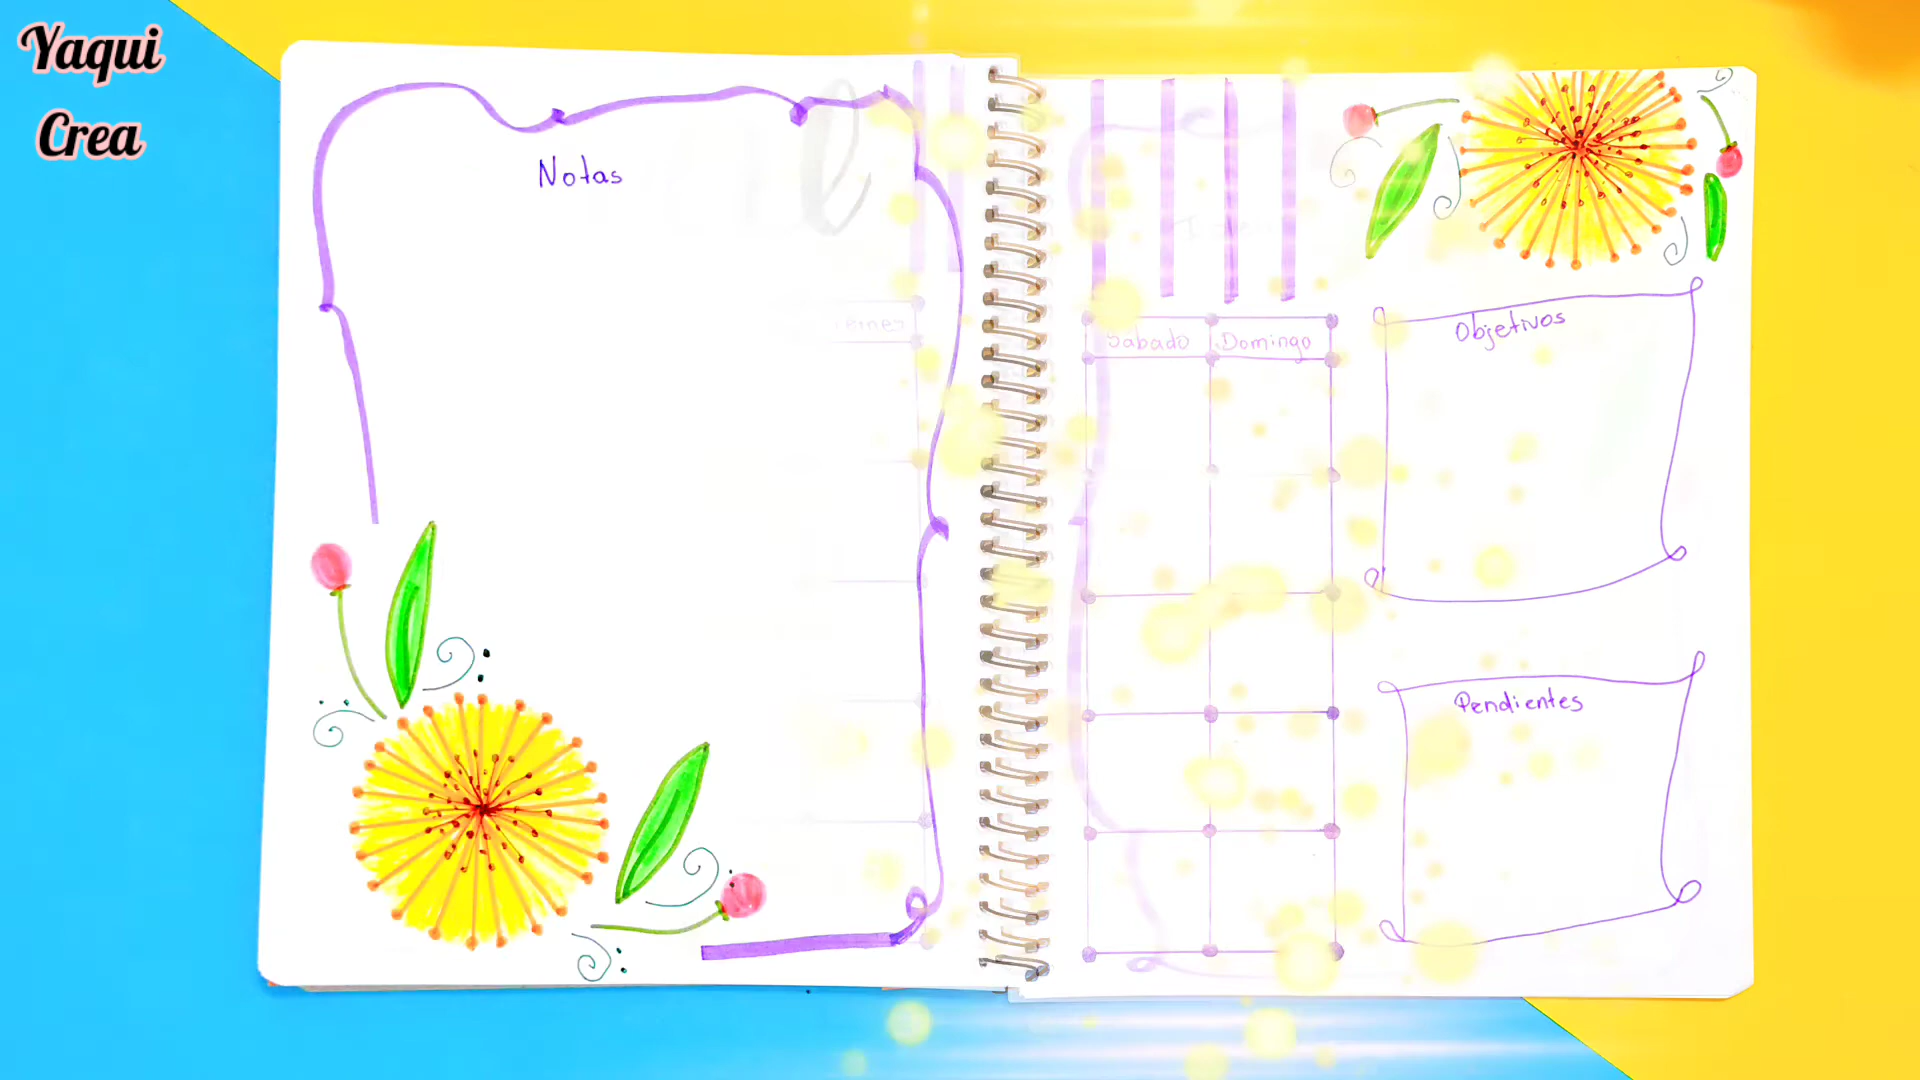 Yaqui
Crea
Notas
Sabado
Domingo
Objetivos
Pendientes